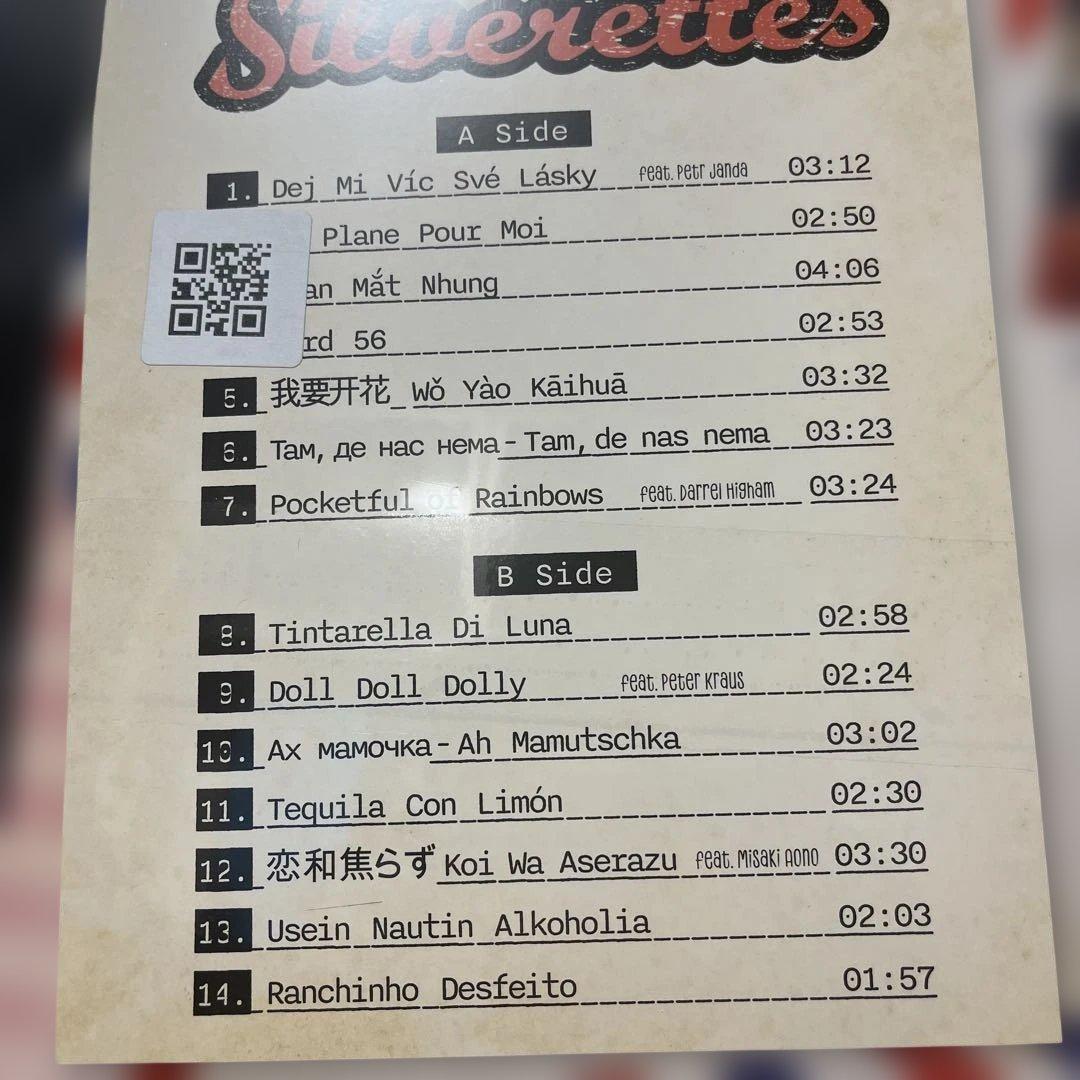 Silverettes
A Side
1. Dej Mi Víc Své Lásky feat. Petr Janda 03:12
Plane Pour Moi 02:50
Mắt Nhung 04:06
56 02:53
5. 我要开花 Wǒ Yào Kāihuā 03:32
6. Там, де нас нема - Tam, de nas nema 03:23
7. Pocketful of Rainbows feat. Darrel Higham 03:24
B Side
8. Tintarella Di Luna 02:58
9. Doll Doll Dolly feat. Peter Kraus 02:24
10. Ах мамочка - Ah Mamutschka 03:02
11. Tequila Con Limón 02:30
12. 恋和焦らず Koi Wa Aserazu feat. Misaki Aono 03:30
13. Usein Nautin Alkoholia 02:03
14. Ranchinho Desfeito 01:57